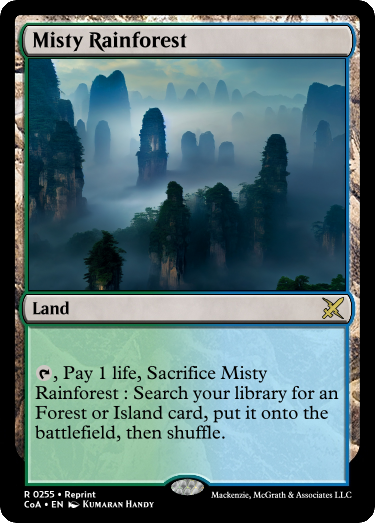 Misty Rainforest
Land
, Pay 1 life, Sacrifice Misty
Rainforest : Search your library for an
Forest or Island card, put it onto the
battlefield, then shuffle.
R 0255 • Reprint
CoA • EN Kumaran Handy
Mackenzie, McGrath & Associates LLC